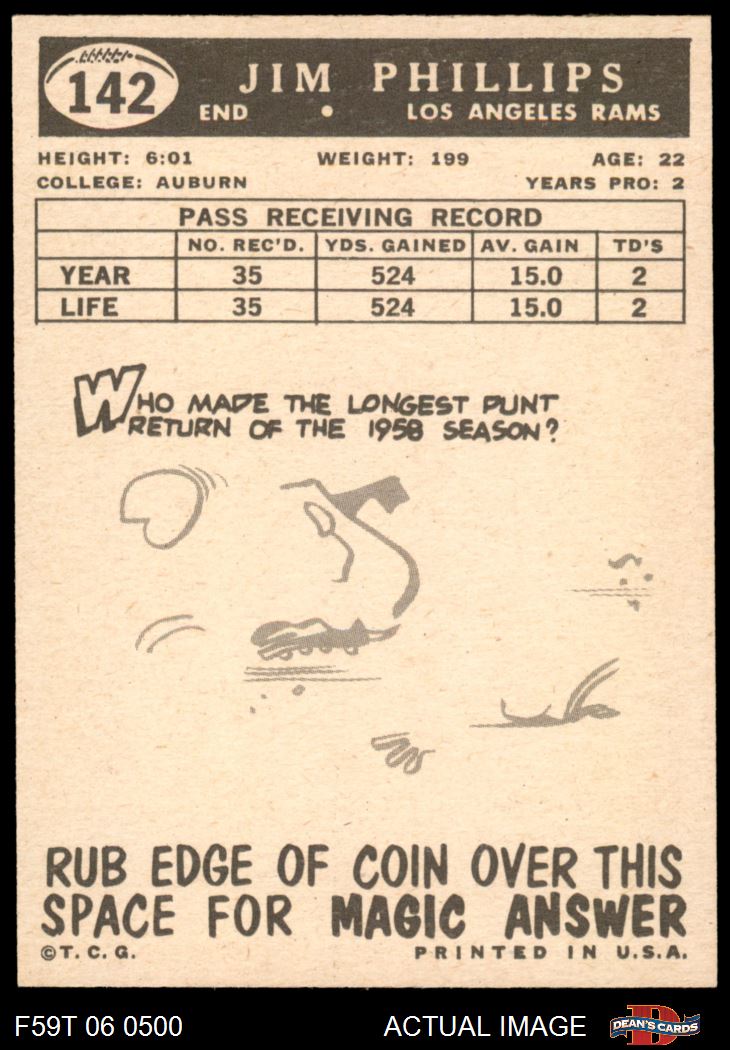 142
JIM PHILLIPS
END • LOS ANGELES RAMS
HEIGHT: 6:01 WEIGHT: 199 AGE: 22
COLLEGE: AUBURN YEARS PRO: 2
PASS RECEIVING RECORD
NO. REC'D. YDS. GAINED AV. GAIN TD'S
YEAR 35 524 15.0 2
LIFE 35 524 15.0 2
WHO MADE THE LONGEST PUNT
RETURN OF THE 1958 SEASON?
RUB EDGE OF COIN OVER THIS
SPACE FOR MAGIC ANSWER
©T. C. G. PRINTED IN U.S.A.
F59T 06 0500 ACTUAL IMAGE DEAN'S CARDS